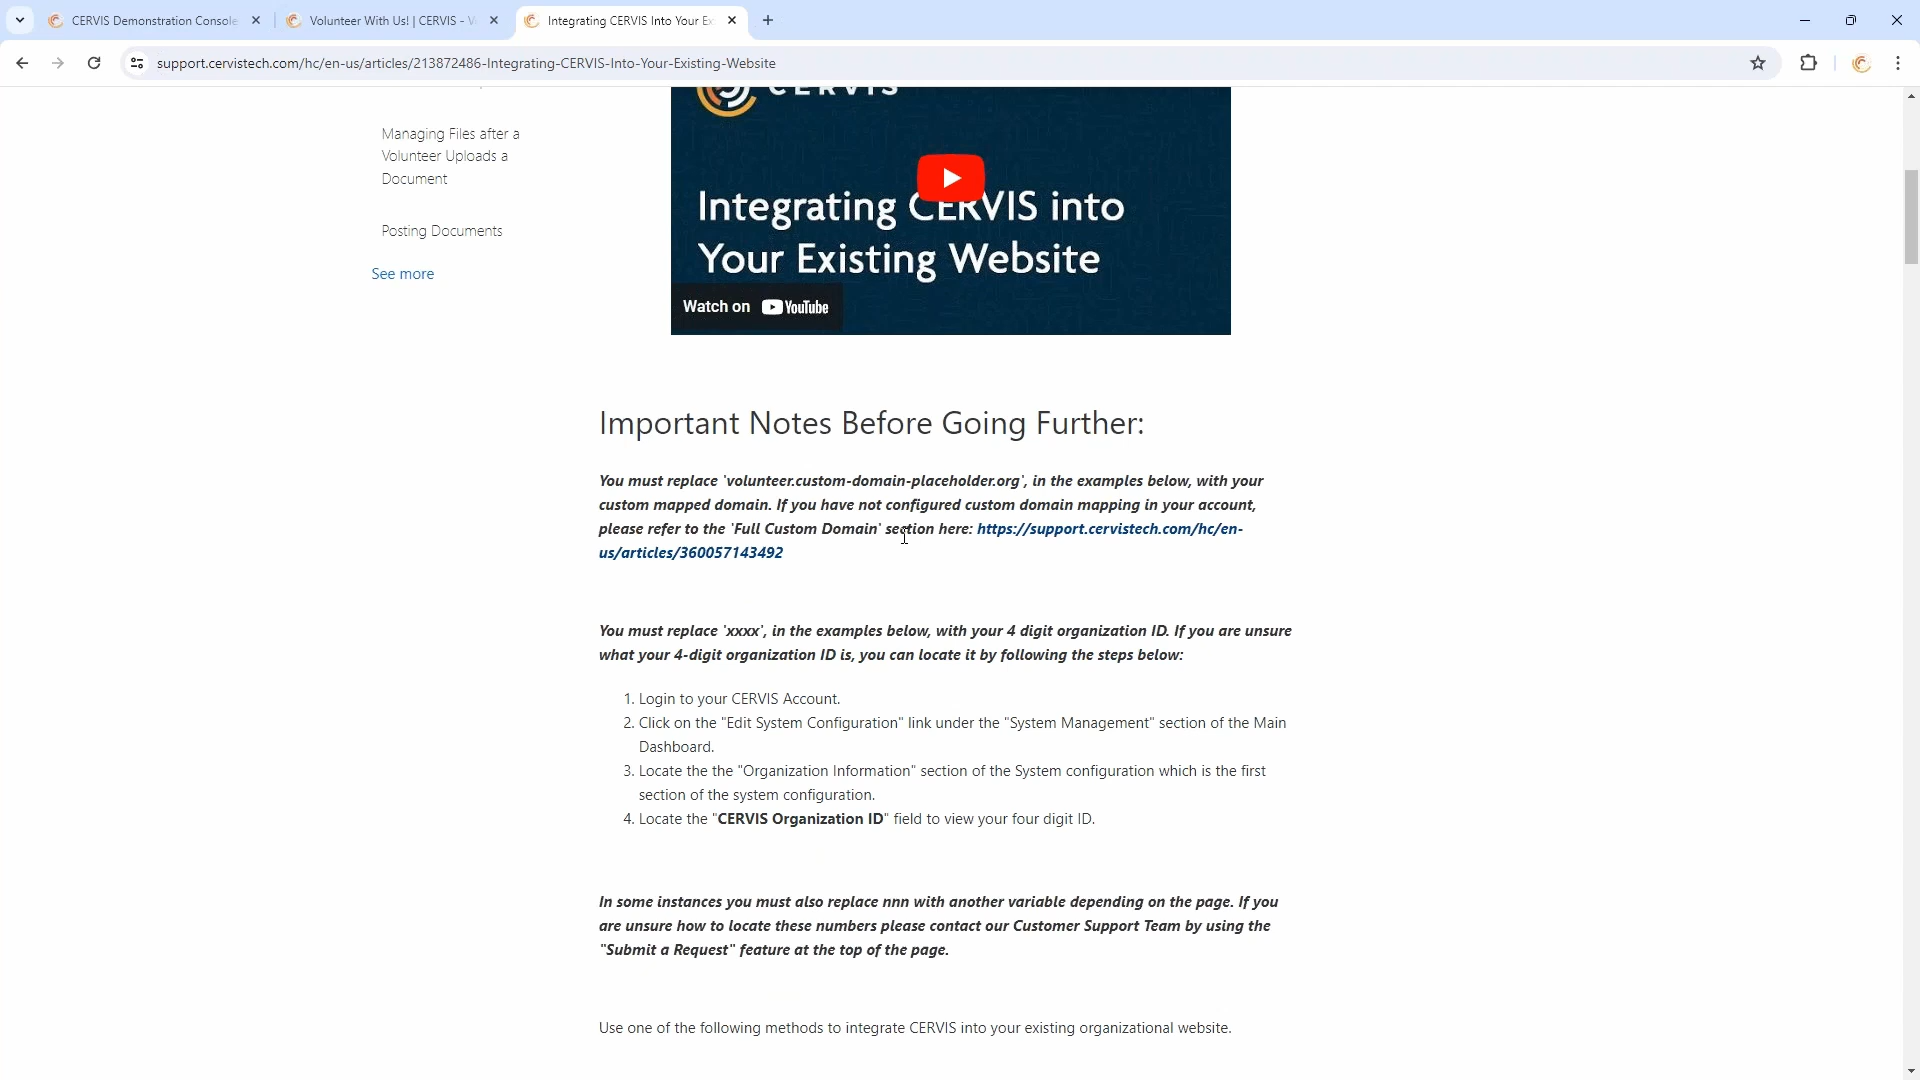 CERVIS Demonstration Console
Volunteer With Us! | CERVIS - V
Integrating CERVIS Into Your Ex
support.cervistech.com/hc/en-us/articles/213872486-Integrating-CERVIS-Into-Your-Existing-Website
CERVIS
Managing Files after a
Volunteer Uploads a
Document
Posting Documents
See more
Integrating CERVIS into
Your Existing Website
Watch on YouTube
Important Notes Before Going Further:
You must replace 'volunteer.custom-domain-placeholder.org', in the examples below, with your
custom mapped domain. If you have not configured custom domain mapping in your account,
please refer to the 'Full Custom Domain' section here: https://support.cervistech.com/hc/en-
us/articles/360057143492
You must replace 'xxxx', in the examples below, with your 4 digit organization ID. If you are unsure
what your 4-digit organization ID is, you can locate it by following the steps below:
1. Login to your CERVIS Account.
2. Click on the "Edit System Configuration" link under the "System Management" section of the Main
Dashboard.
3. Locate the the "Organization Information" section of the System configuration which is the first
section of the system configuration.
4. Locate the "CERVIS Organization ID" field to view your four digit ID.
In some instances you must also replace nnn with another variable depending on the page. If you
are unsure how to locate these numbers please contact our Customer Support Team by using the
"Submit a Request" feature at the top of the page.
Use one of the following methods to integrate CERVIS into your existing organizational website.